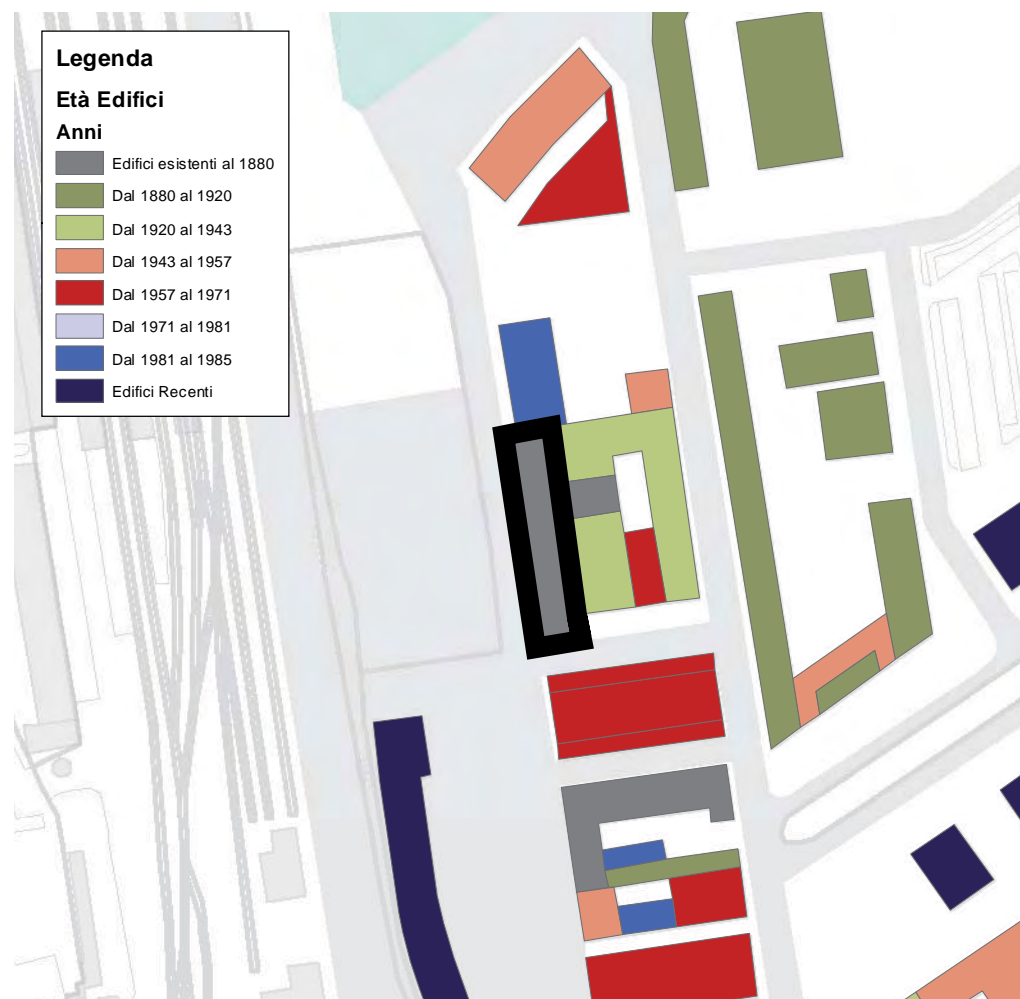 Legenda
Età Edifici
Anni
Edifici esistenti al 1880
Dal 1880 al 1920
Dal 1920 al 1943
Dal 1943 al 1957
Dal 1957 al 1971
Dal 1971 al 1981
Dal 1981 al 1985
Edifici Recenti